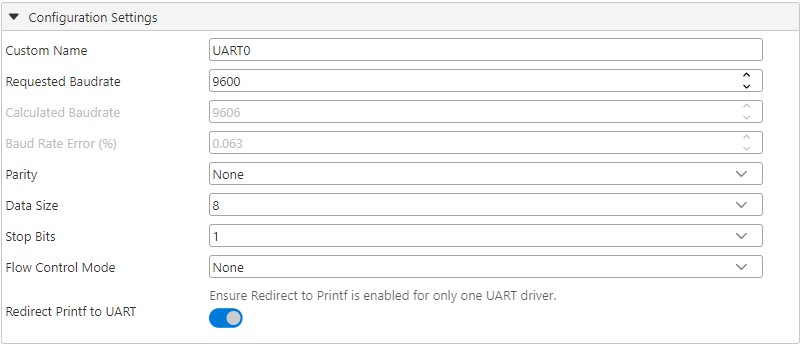 Configuration Settings
Custom Name UART0
Requested Baudrate 9600
Calculated Baudrate 9606
Baud Rate Error (%) 0.063
Parity None
Data Size 8
Stop Bits 1
Flow Control Mode None
Ensure Redirect to Printf is enabled for only one UART driver.
Redirect Printf to UART